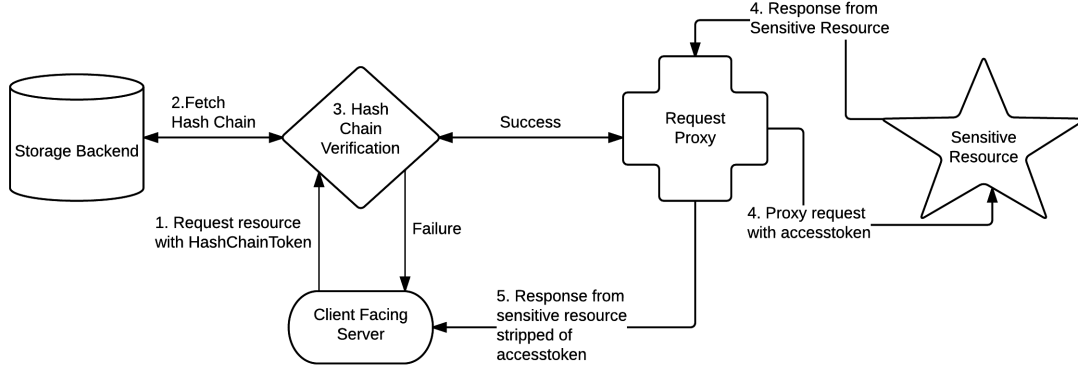 4. Response from
Sensitive Resource
2.Fetch
Hash Chain
3. Hash
Chain
Verification
Success
Request
Proxy
Sensitive
Resource
Storage Backend
1. Request resource
with HashChainToken
Failure
4. Proxy request
with accesstoken
Client Facing
Server
5. Response from
sensitive resource
stripped of
accesstoken